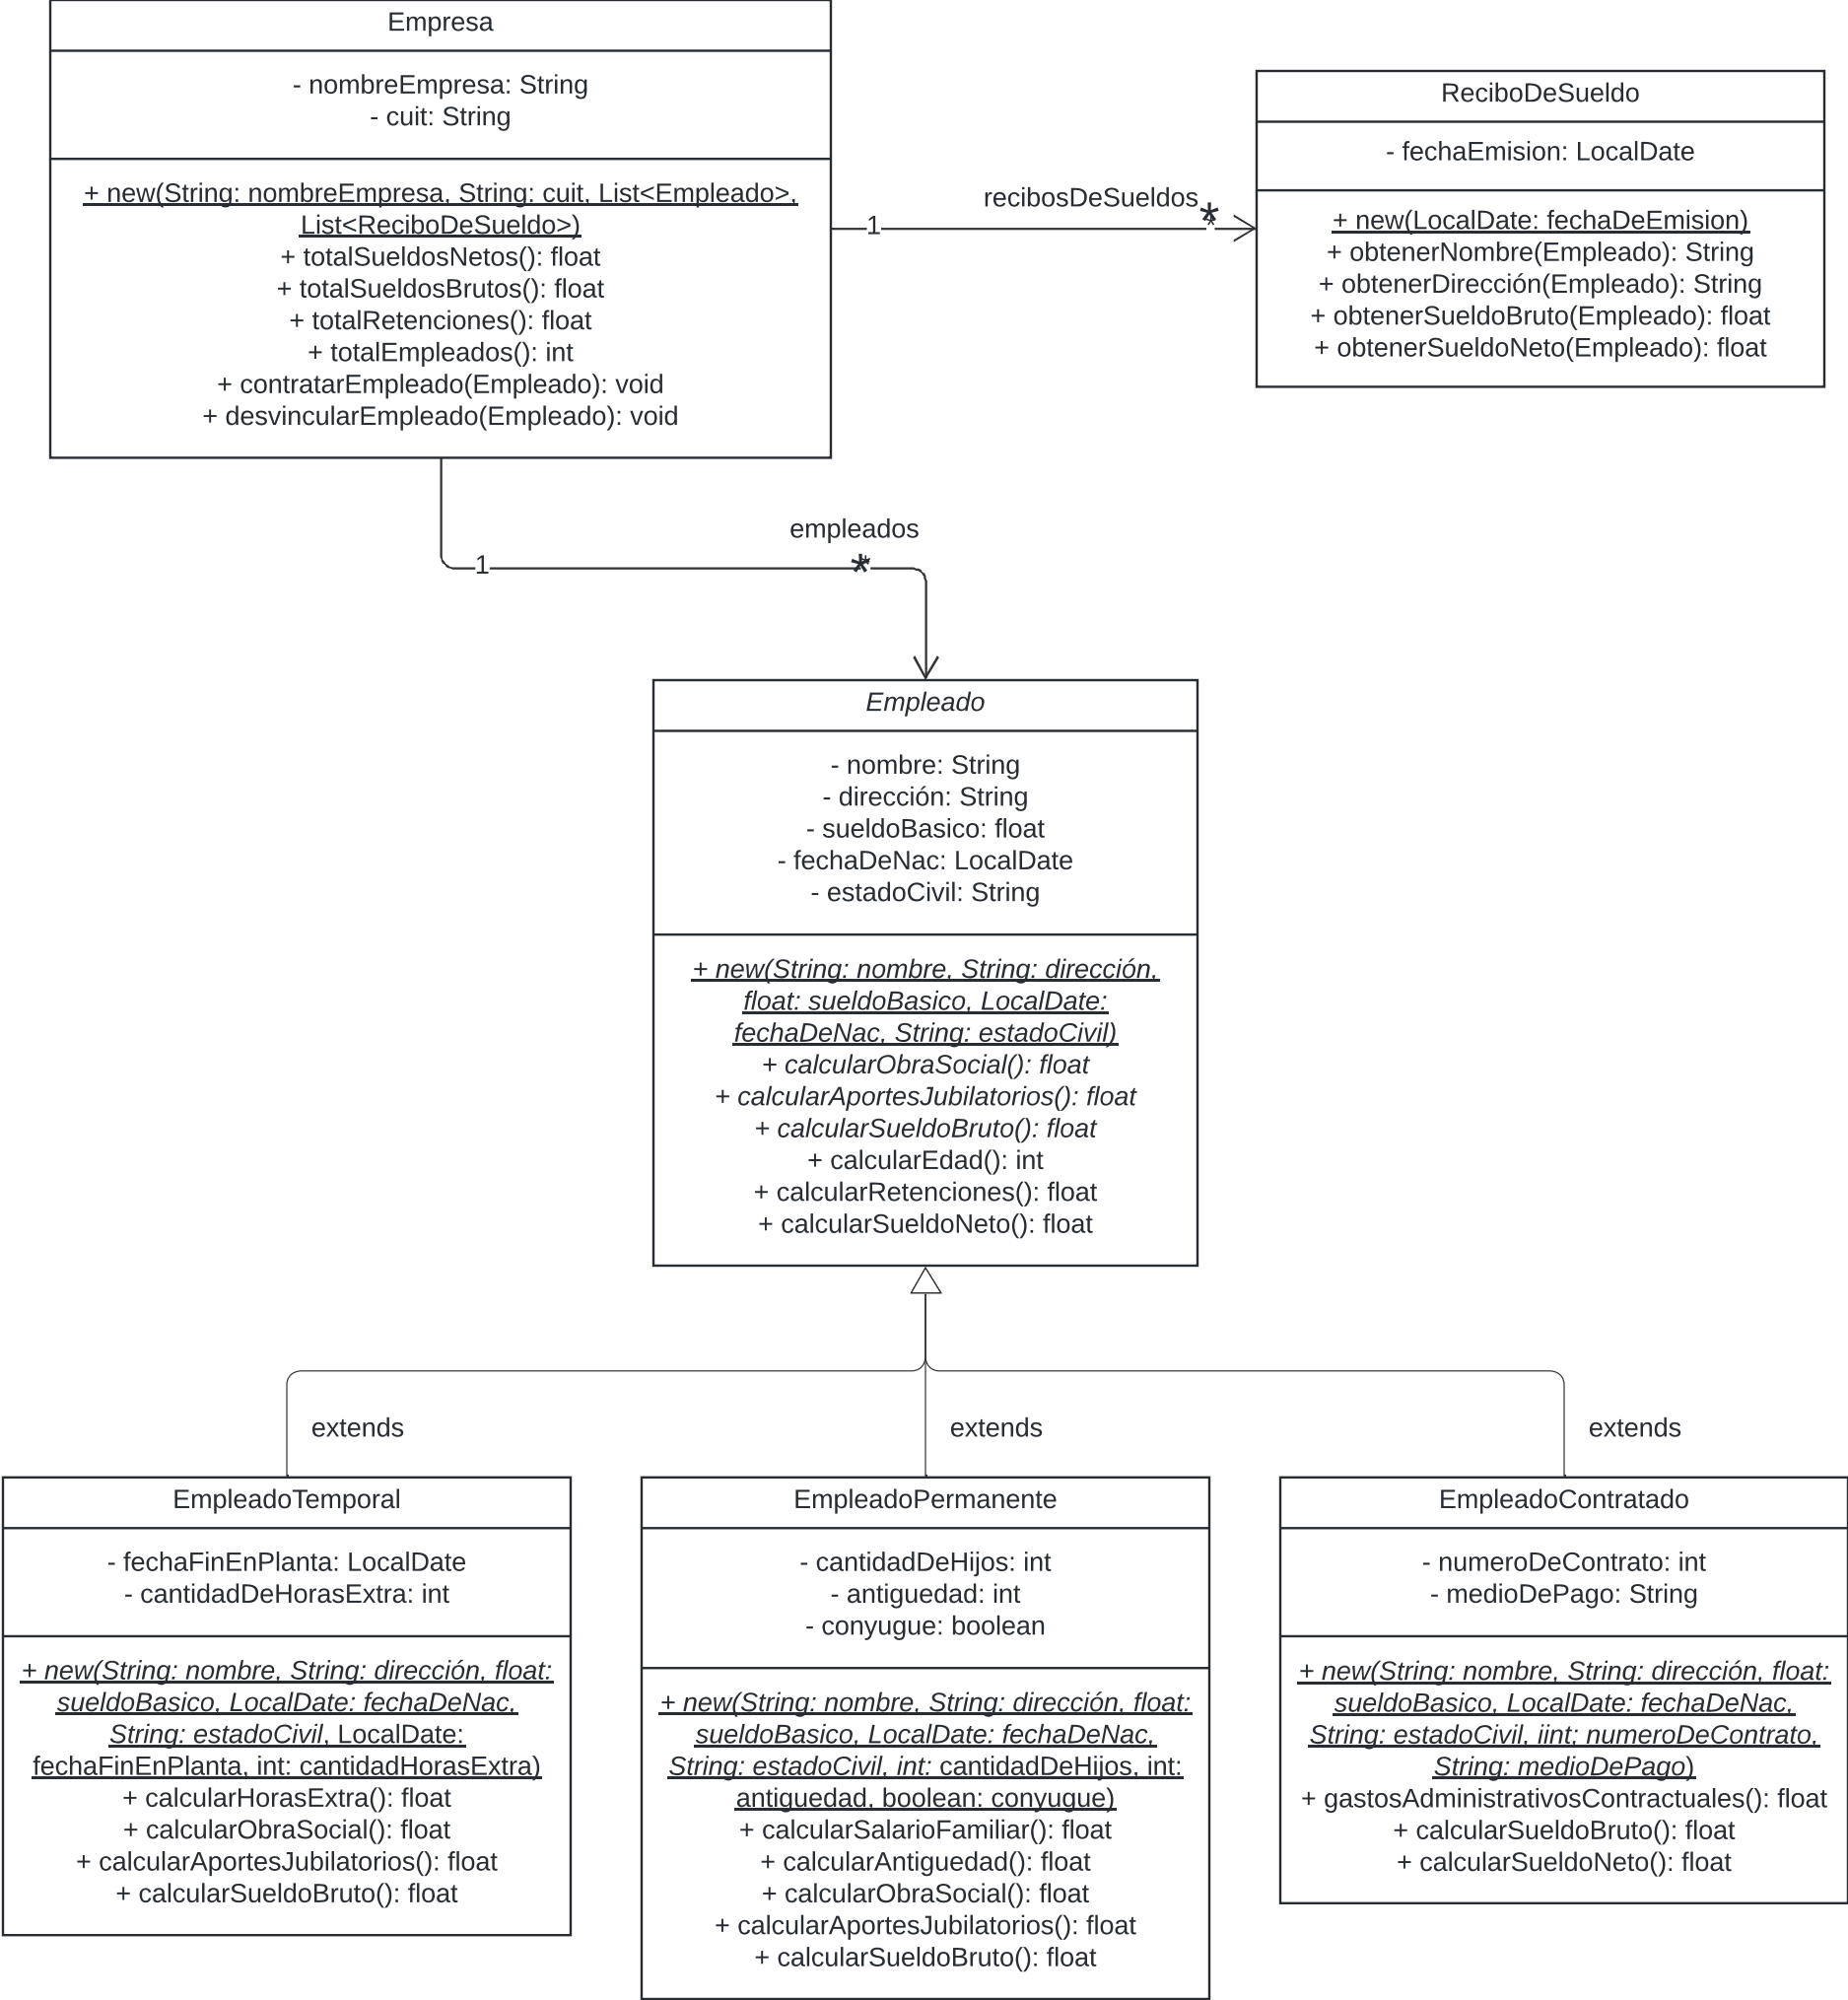 Empresa
- nombreEmpresa: String
- cuit: String
+ new(String: nombreEmpresa, String: cuit, List<Empleado>,
List<ReciboDeSueldo>)
+ totalSueldosNetos(): float
+ totalSueldosBrutos(): float
+ totalRetenciones(): float
+ totalEmpleados(): int
+ contratarEmpleado(Empleado): void
+ desvincularEmpleado(Empleado): void
1
recibosDeSueldos
*
*
ReciboDeSueldo
- fechaEmision: LocalDate
+ new(LocalDate: fechaDeEmision)
+ obtenerNombre(Empleado): String
+ obtenerDirección(Empleado): String
+ obtenerSueldoBruto(Empleado): float
+ obtenerSueldoNeto(Empleado): float
1
empleados
*
*
Empleado
- nombre: String
- dirección: String
- sueldoBasico: float
- fechaDeNac: LocalDate
- estadoCivil: String
+ new(String: nombre, String: dirección,
float: sueldoBasico, LocalDate:
fechaDeNac, String: estadoCivil)
+ calcularObraSocial(): float
+ calcularAportesJubilatorios(): float
+ calcularSueldoBruto(): float
+ calcularEdad(): int
+ calcularRetenciones(): float
+ calcularSueldoNeto(): float
extends
extends
extends
EmpleadoTemporal
- fechaFinEnPlanta: LocalDate
- cantidadDeHorasExtra: int
+ new(String: nombre, String: dirección, float:
sueldoBasico, LocalDate: fechaDeNac,
String: estadoCivil, LocalDate:
fechaFinEnPlanta, int: cantidadHorasExtra)
+ calcularHorasExtra(): float
+ calcularObraSocial(): float
+ calcularAportesJubilatorios(): float
+ calcularSueldoBruto(): float
EmpleadoPermanente
- cantidadDeHijos: int
- antiguedad: int
- conyugue: boolean
+ new(String: nombre, String: dirección, float:
sueldoBasico, LocalDate: fechaDeNac,
String: estadoCivil, int: cantidadDeHijos, int:
antiguedad, boolean: conyugue)
+ calcularSalarioFamiliar(): float
+ calcularAntiguedad(): float
+ calcularObraSocial(): float
+ calcularAportesJubilatorios(): float
+ calcularSueldoBruto(): float
EmpleadoContratado
- numeroDeContrato: int
- medioDePago: String
+ new(String: nombre, String: dirección, float:
sueldoBasico, LocalDate: fechaDeNac,
String: estadoCivil, iint; numeroDeContrato,
String: medioDePago)
+ gastosAdministrativosContractuales(): float
+ calcularSueldoBruto(): float
+ calcularSueldoNeto(): float